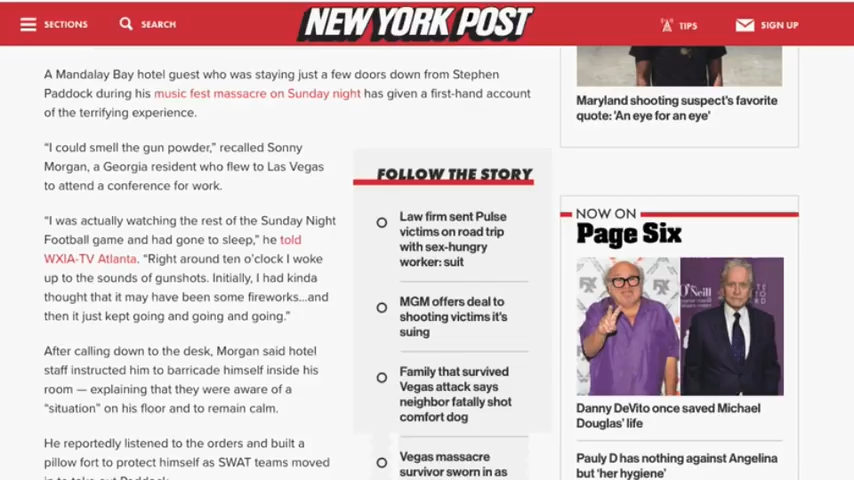 SECTIONS
SEARCH
NEW YORK POST
TIPS
SIGN UP
A Mandalay Bay hotel guest who was staying just a few doors down from Stephen
Paddock during his music fest massacre on Sunday night has given a first-hand account
of the terrifying experience.
“I could smell the gun powder,” recalled Sonny
Morgan, a Georgia resident who flew to Las Vegas
to attend a conference for work.
“I was actually watching the rest of the Sunday Night
Football game and had gone to sleep,” he told
WXIA-TV Atlanta. “Right around ten o’clock I woke
up to the sounds of gunshots. Initially, I had kinda
thought that it may have been some fireworks…and
then it just kept going and going and going.”
After calling down to the desk, Morgan said hotel
staff instructed him to barricade himself inside his
room — explaining that they were aware of a
“situation” on his floor and to remain calm.
He reportedly listened to the orders and built a
pillow fort to protect himself as SWAT teams moved
in to take out Paddock.
FOLLOW THE STORY
Law firm sent Pulse
victims on road trip
with sex-hungry
worker: suit
MGM offers deal to
shooting victims it’s
suing
Family that survived
Vegas attack says
neighbor fatally shot
comfort dog
Vegas massacre
survivor sworn in as
Maryland shooting suspect’s favorite
quote: ‘An eye for an eye’
NOW ON
Page Six
FX
O’Neill
Danny DeVito once saved Michael
Douglas’ life
Pauly D has nothing against Angelina
but ‘her hygiene’